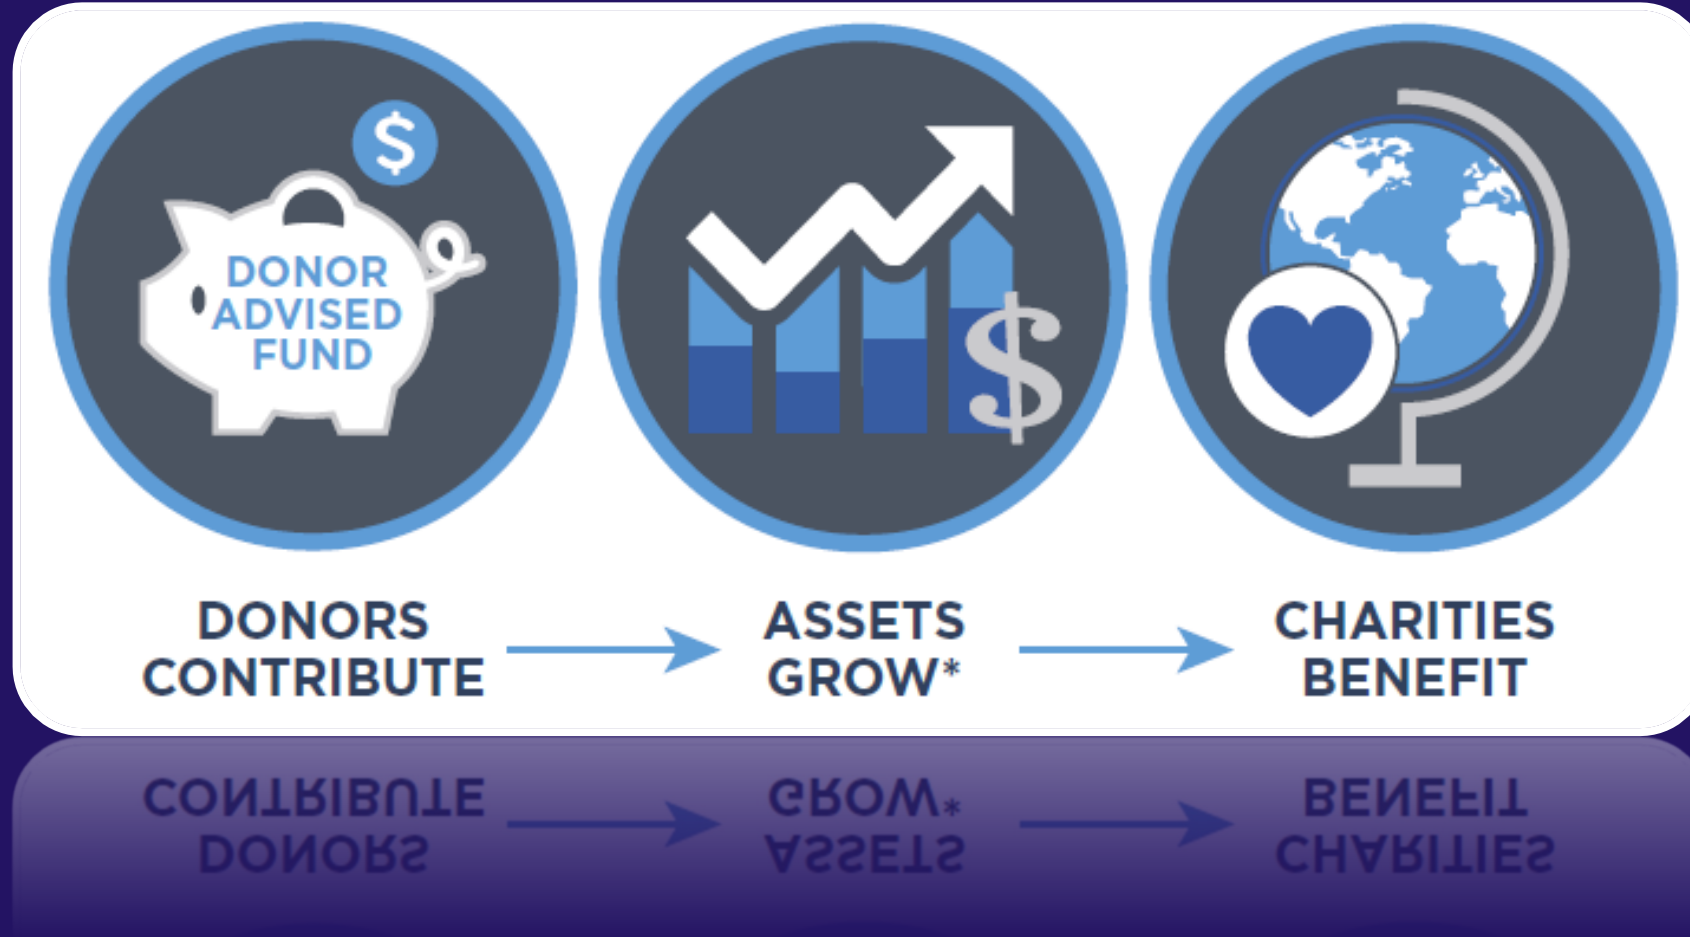 $
DONOR
ADVISED
FUND
$
DONORS
CONTRIBUTE
ASSETS
GROW*
CHARITIES
BENEFIT